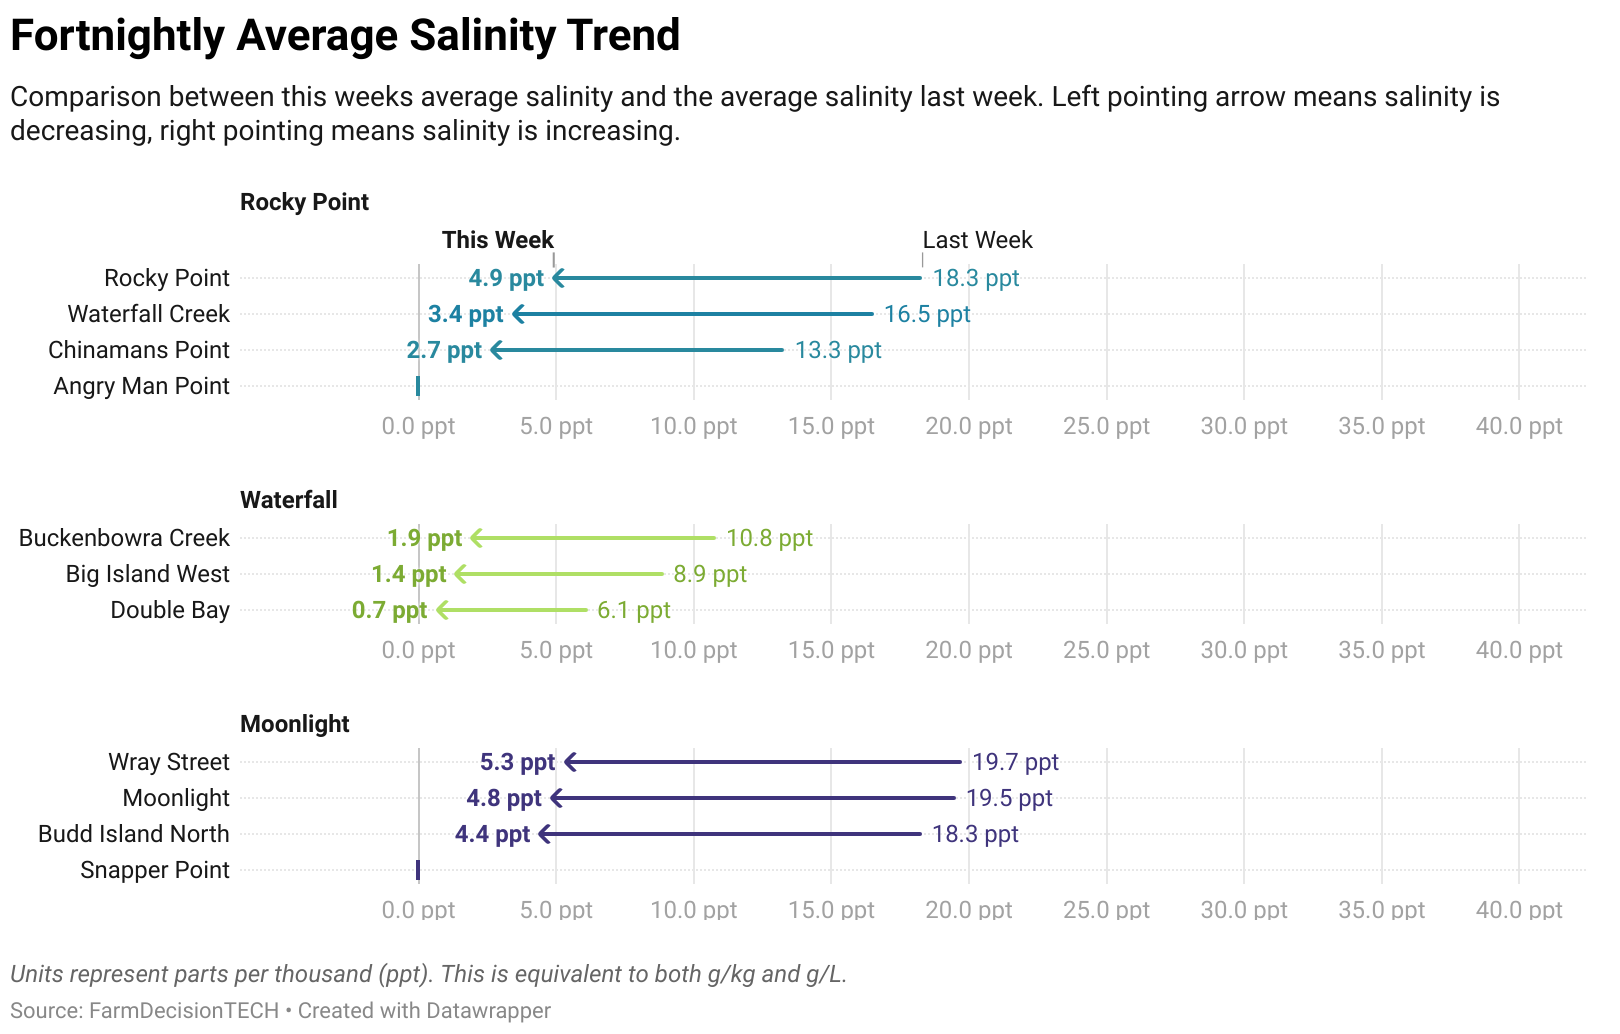 Fortnightly Average Salinity Trend
Comparison between this weeks average salinity and the average salinity last week. Left pointing arrow means salinity is
decreasing, right pointing means salinity is increasing.
Rocky Point
This Week Last Week
Rocky Point 4.9 ppt 18.3 ppt
Waterfall Creek 3.4 ppt 16.5 ppt
Chinamans Point 2.7 ppt 13.3 ppt
Angry Man Point
0.0 ppt 5.0 ppt 10.0 ppt 15.0 ppt 20.0 ppt 25.0 ppt 30.0 ppt 35.0 ppt 40.0 ppt
Waterfall
Buckenbowra Creek 1.9 ppt 10.8 ppt
Big Island West 1.4 ppt 8.9 ppt
Double Bay 0.7 ppt 6.1 ppt
0.0 ppt 5.0 ppt 10.0 ppt 15.0 ppt 20.0 ppt 25.0 ppt 30.0 ppt 35.0 ppt 40.0 ppt
Moonlight
Wray Street 5.3 ppt 19.7 ppt
Moonlight 4.8 ppt 19.5 ppt
Budd Island North 4.4 ppt 18.3 ppt
Snapper Point
0.0 ppt 5.0 ppt 10.0 ppt 15.0 ppt 20.0 ppt 25.0 ppt 30.0 ppt 35.0 ppt 40.0 ppt
Units represent parts per thousand (ppt). This is equivalent to both g/kg and g/L.
Source: FarmDecisionTECH • Created with Datawrapper